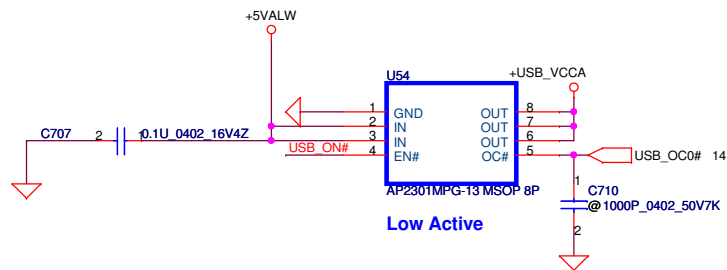 +5VALW
U54
+USB_VCCA
1 GND OUT 8
2 IN OUT 7
C707 2 1 0.1U_0402_16V4Z 3 IN OUT 6
USB_ON# 4 EN# OC# 5 USB_OC0# 14
AP2301MPG-13 MSOP 8P
1 C710
@ 1000P_0402_50V7K
Low Active
2